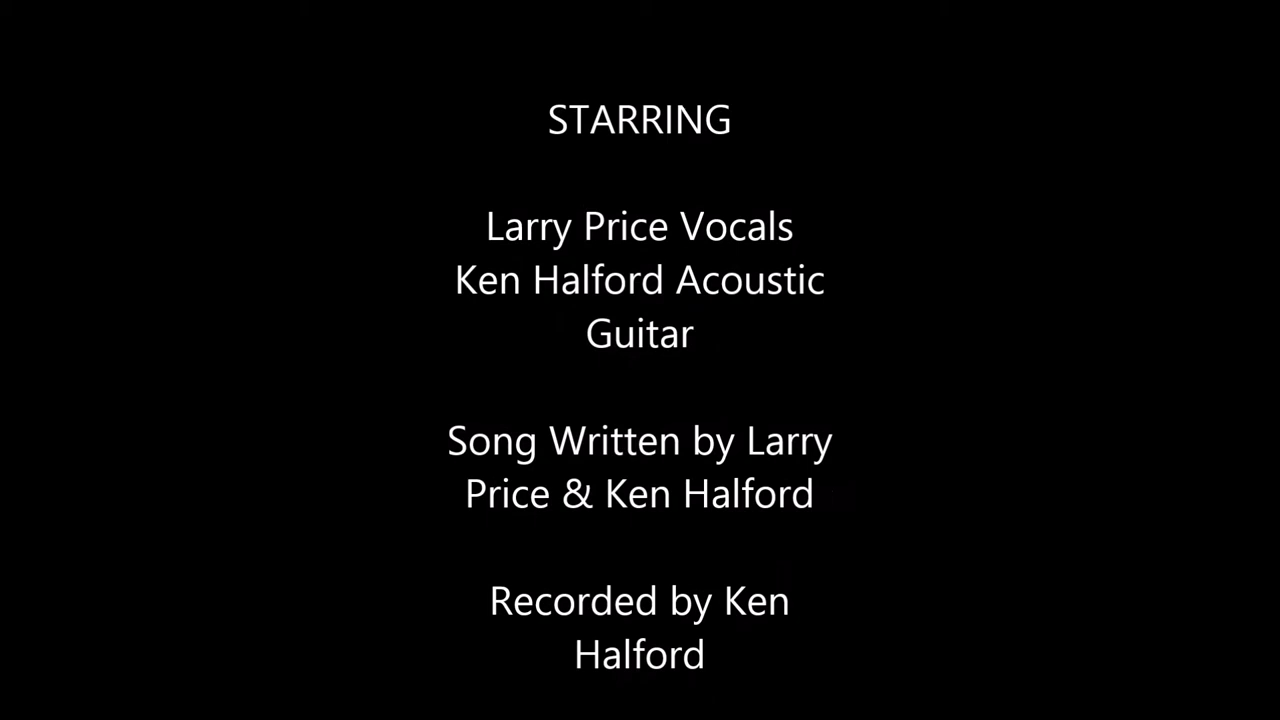 STARRING
Larry Price Vocals
Ken Halford Acoustic
Guitar
Song Written by Larry
Price & Ken Halford
Recorded by Ken
Halford